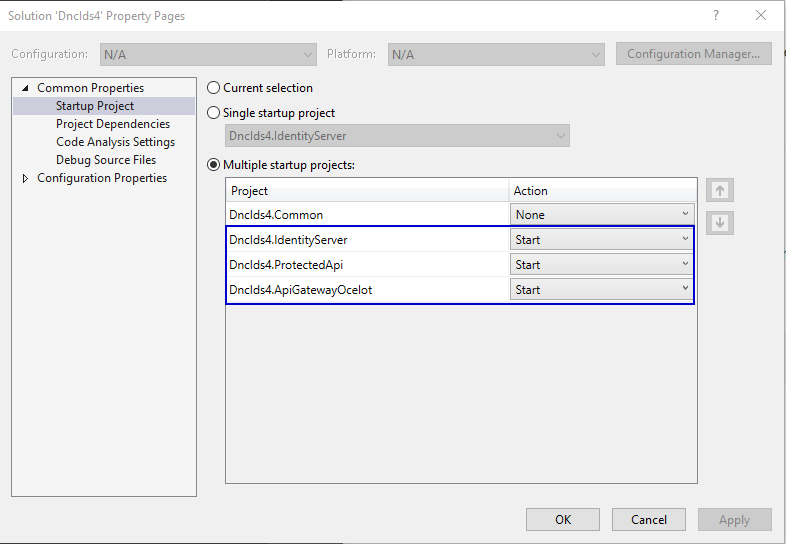 Solution 'DncIds4' Property Pages
?
Configuration: N/A Platform: N/A Configuration Manager...
Common Properties
Startup Project
Project Dependencies
Code Analysis Settings
Debug Source Files
Configuration Properties
Current selection
Single startup project
DncIds4.IdentityServer
Multiple startup projects:
Project Action
DncIds4.Common None
DncIds4.IdentityServer Start
DncIds4.ProtectedApi Start
DncIds4.ApiGatewayOcelot Start
OK Cancel Apply